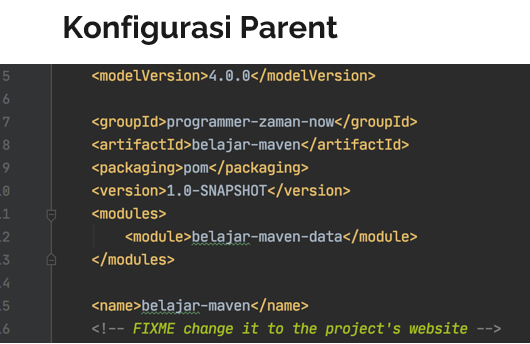 Konfigurasi Parent
5 <modelVersion>4.0.0</modelVersion>
6
7 <groupId>programmer-zaman-now</groupId>
8 <artifactId>belajar-maven</artifactId>
9 <packaging>pom</packaging>
0 <version>1.0-SNAPSHOT</version>
1 <modules>
2 <module>belajar-maven-data</module>
3 </modules>
4
5 <name>belajar-maven</name>
6 <!-- FIXME change it to the project's website -->